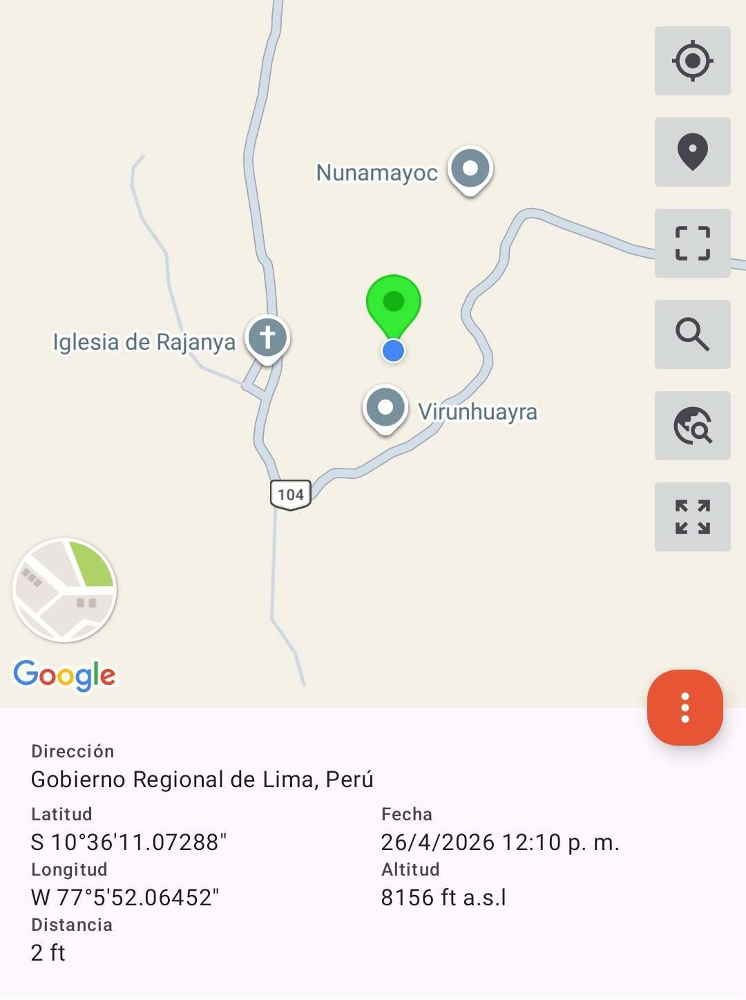 Nunamayoc
Iglesia de Rajanya
Virunhuayra
104
Google
Dirección
Gobierno Regional de Lima, Perú
Latitud
S 10°36'11.07288"
Fecha
26/4/2026 12:10 p. m.
Longitud
W 77°5'52.06452"
Altitud
8156 ft a.s.l
Distancia
2 ft